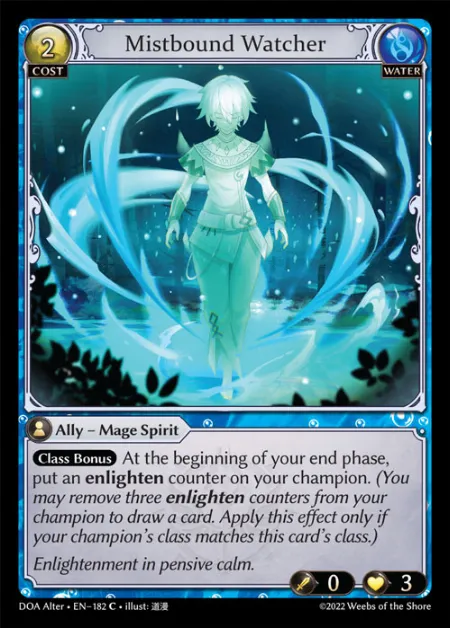 2
Mistbound Watcher
COST
WATER
Ally – Mage Spirit
Class Bonus At the beginning of your end phase,
put an enlighten counter on your champion. (You
may remove three enlighten counters from your
champion to draw a card. Apply this effect only if
your champion's class matches this card's class.)
Enlightenment in pensive calm.
0
3
DOA Alter • EN–182 C • illust: 道漫
©2022 Weebs of the Shore